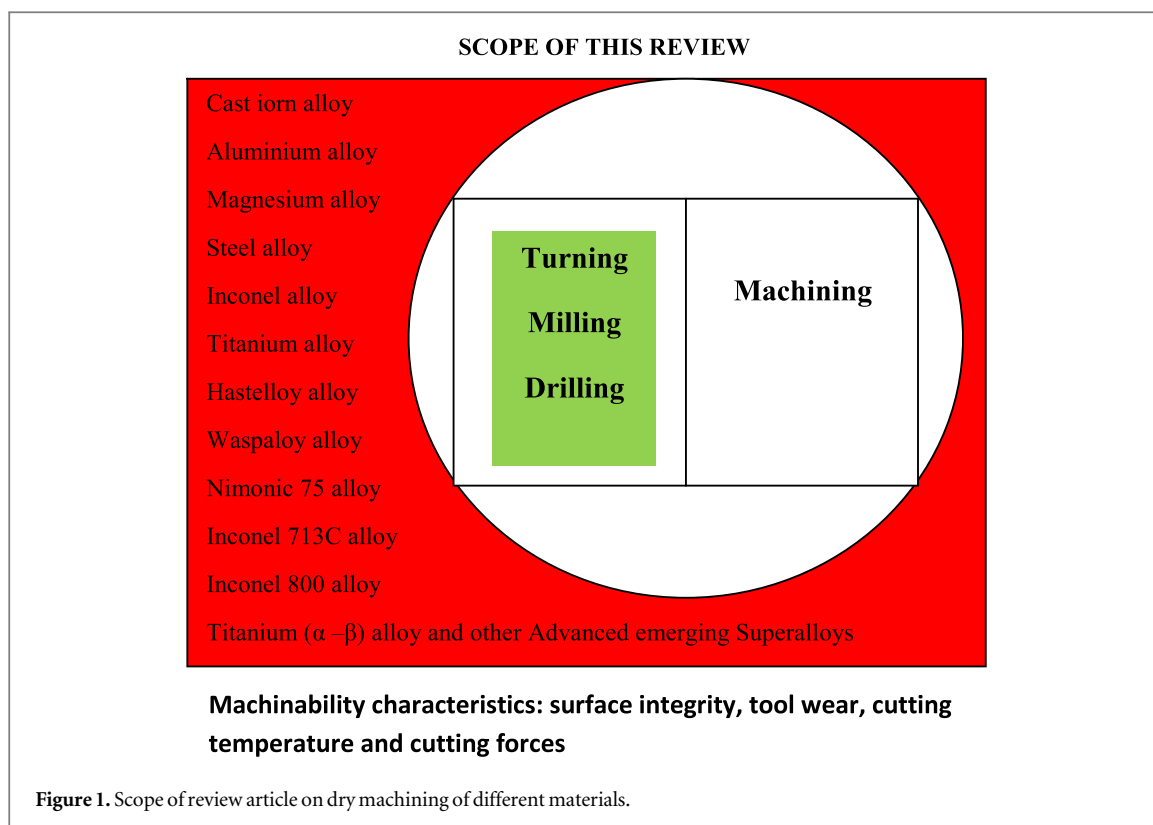 SCOPE OF THIS REVIEW
Cast iorn alloy
Aluminium alloy
Magnesium alloy
Steel alloy
Inconel alloy
Titanium alloy
Hastelloy alloy
Waspaloy alloy
Nimonic 75 alloy
Inconel 713C alloy
Inconel 800 alloy
Titanium (α –β) alloy and other Advanced emerging Superalloys
Turning
Milling
Drilling
Machining
Machinability characteristics: surface integrity, tool wear, cutting
temperature and cutting forces
Figure 1. Scope of review article on dry machining of different materials.